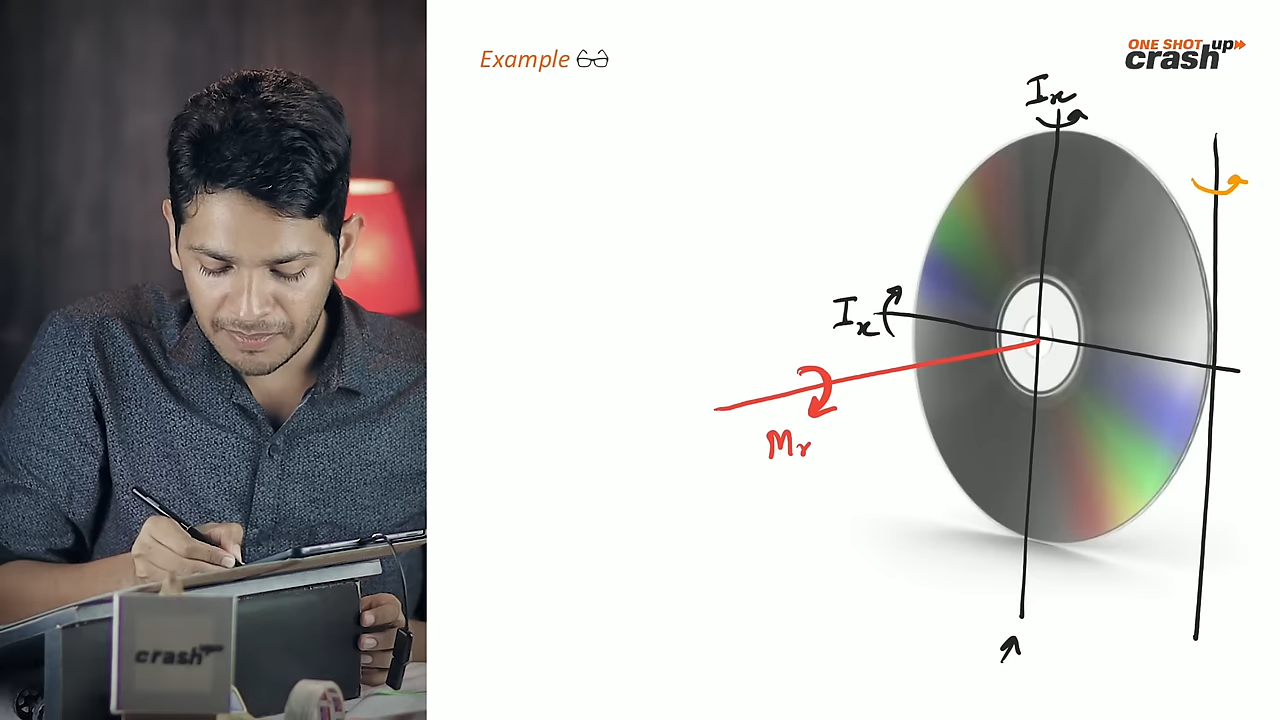 Example
ONE SHOT
crash up
Ix
Ix
Mr
crash